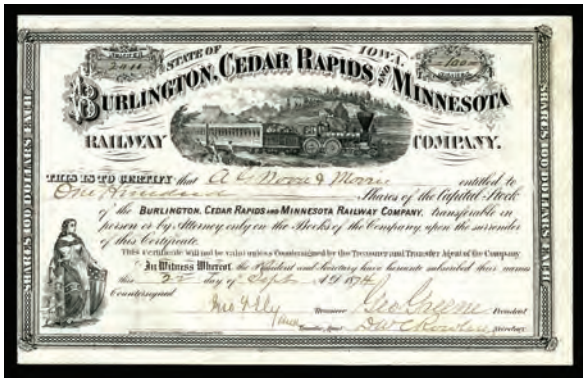 STATE OF IOWA.
100
SHARES
BURLINGTON, CEDAR RAPIDS AND MINNESOTA
RAILWAY COMPANY.
THIS IS TO CERTIFY that A entitled to
One Hundred Shares of the Capital Stock
of the BURLINGTON, CEDAR RAPIDS AND MINNESOTA RAILWAY COMPANY, transferable in
person or by Attorney only on the Books of the Company, upon the surrender
of this Certificate.
This Certificate will not be valid unless Countersigned by the Treasurer and Transfer Agent of the Company
In Witness Whereof, the President and Secretary have hereunto subscribed their names
this 22 day of Sept 1874
Countersigned
Treasurer Geo Greene President
Transfer Agent Secretary
SHARES 100 DOLLARS EACH
SHARES 100 DOLLARS EACH